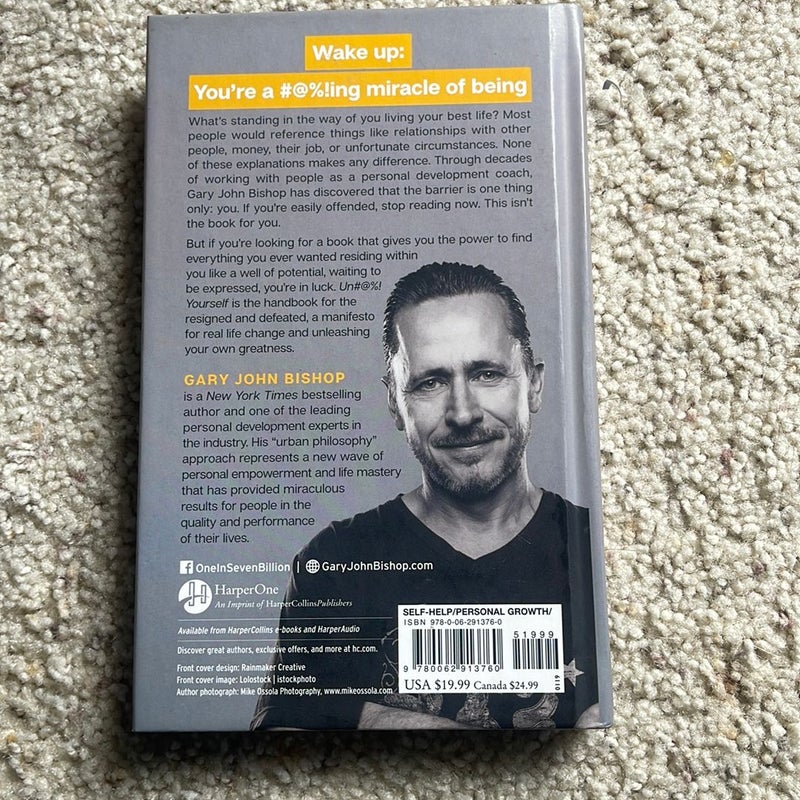 Wake up:
You're a #@%!ing miracle of being
What's standing in the way of you living your best life? Most
people would reference things like relationships with other
people, money, their job, or unfortunate circumstances. None
of these explanations makes any difference. Through decades
of working with people as a personal development coach,
Gary John Bishop has discovered that the barrier is one thing
only: you. If you're easily offended, stop reading now. This isn't
the book for you.
But if you're looking for a book that gives you the power to find
everything you ever wanted residing within
you like a well of potential, waiting to
be expressed, you're in luck. Un#@%!
Yourself is the handbook for the
resigned and defeated, a manifesto
for real life change and unleashing
your own greatness.
GARY JOHN BISHOP
is a New York Times bestselling
author and one of the leading
personal development experts in
the industry. His "urban philosophy"
approach represents a new wave of
personal empowerment and life mastery
that has provided miraculous
results for people in the
quality and performance
of their lives.
OneInSevenBillion | GaryJohnBishop.com
HarperOne
An Imprint of HarperCollinsPublishers
Available from HarperCollins e-books and HarperAudio
Discover great authors, exclusive offers, and more at hc.com.
Front cover design: Rainmaker Creative
Front cover image: Lolostock | istockphoto
Author photograph: Mike Ossola Photography, www.mikeossola.com
SELF-HELP/PERSONAL GROWTH/
ISBN 978-0-06-291376-0
51999
9 780062 913760
USA $19.99 Canada $24.99
0119